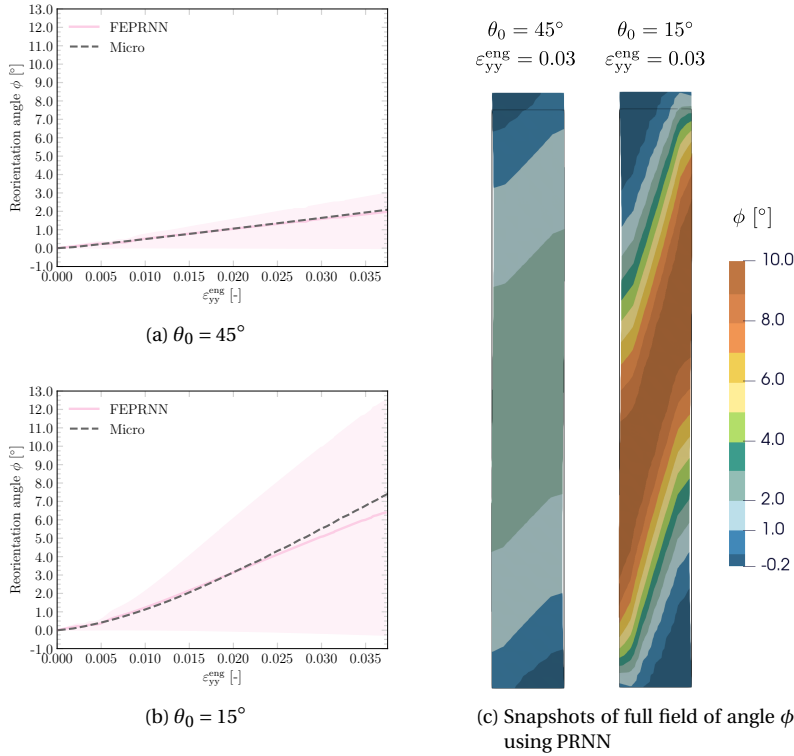 13.0
12.0
11.0
10.0
9.0
8.0
7.0
6.0
5.0
4.0
3.0
2.0
1.0
0.0
-1.0
Reorientation angle ϕ [°]
FEPRNN
Micro
0.000 0.005 0.010 0.015 0.020 0.025 0.030 0.035
ε_yy^eng [-]
(a) θ₀ = 45°
13.0
12.0
11.0
10.0
9.0
8.0
7.0
6.0
5.0
4.0
3.0
2.0
1.0
0.0
-1.0
Reorientation angle ϕ [°]
FEPRNN
Micro
0.000 0.005 0.010 0.015 0.020 0.025 0.030 0.035
ε_yy^eng [-]
(b) θ₀ = 15°
θ₀ = 45° θ₀ = 15°
ε_yy^eng = 0.03 ε_yy^eng = 0.03
ϕ [°]
10.0
8.0
6.0
4.0
2.0
1.0
-0.2
(c) Snapshots of full field of angle ϕ
using PRNN